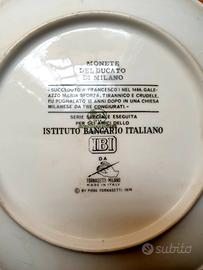 MONETE
DEL DUCATO
DI MILANO
"SUCCEDUTO A FRANCESCO I NEL 1466, GALE-
AZZO MARIA SFORZA, TIRANNICO E CRUDELE,
FU PUGNALATO 10 ANNI DOPO IN UNA CHIESA
MILANESE DA TRE CONGIURATI."
SERIE SPECIALE ESEGUITA
PER GLI AMICI DELLO
ISTITUTO BANCARIO ITALIANO
IBI
DA
FORNASETTI-MILANO
MADE IN ITALY
© BY PIERO FORNASETTI 1974
subito